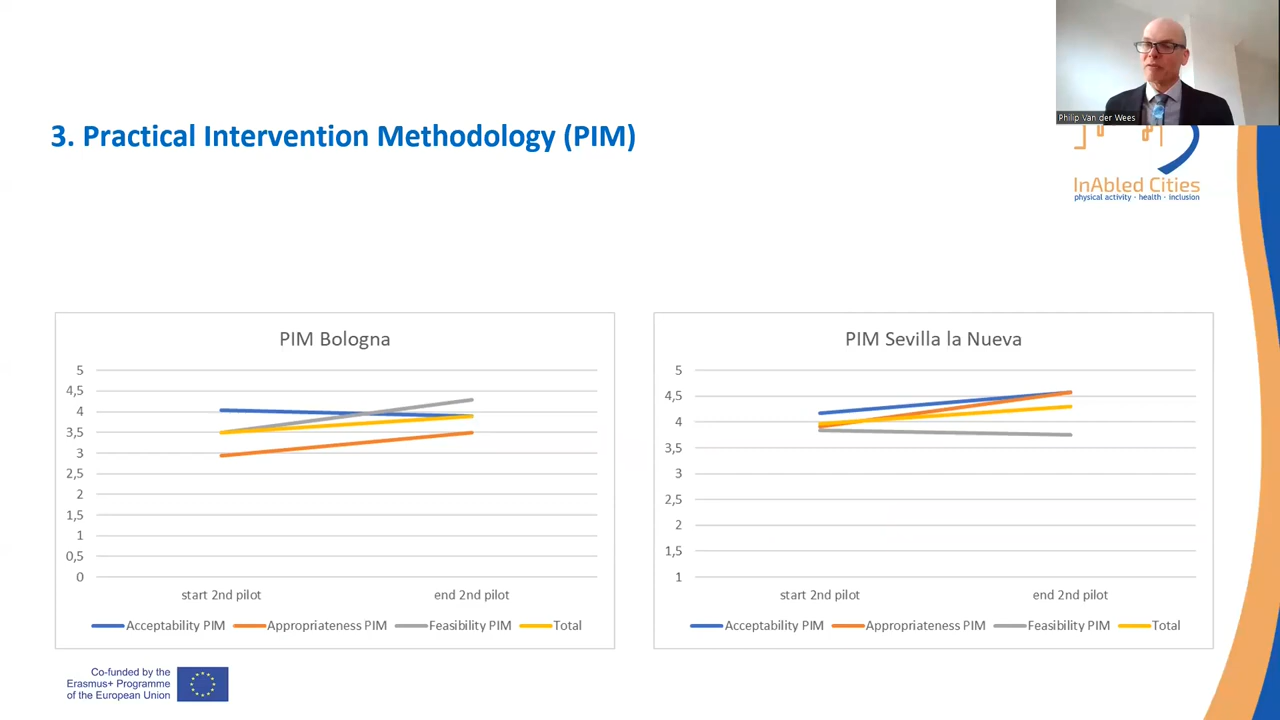 Philip Van der Wees
3. Practical Intervention Methodology (PIM)
InAbled Cities
physical activity - health - inclusion
PIM Bologna
5
4,5
4
3,5
3
2,5
2
1,5
1
0,5
0
start 2nd pilot end 2nd pilot
Acceptability PIM Appropriateness PIM Feasibility PIM Total
PIM Sevilla la Nueva
5
4,5
4
3,5
3
2,5
2
1,5
1
start 2nd pilot end 2nd pilot
Acceptability PIM Appropriateness PIM Feasibility PIM Total
Co-funded by the
Erasmus+ Programme
of the European Union